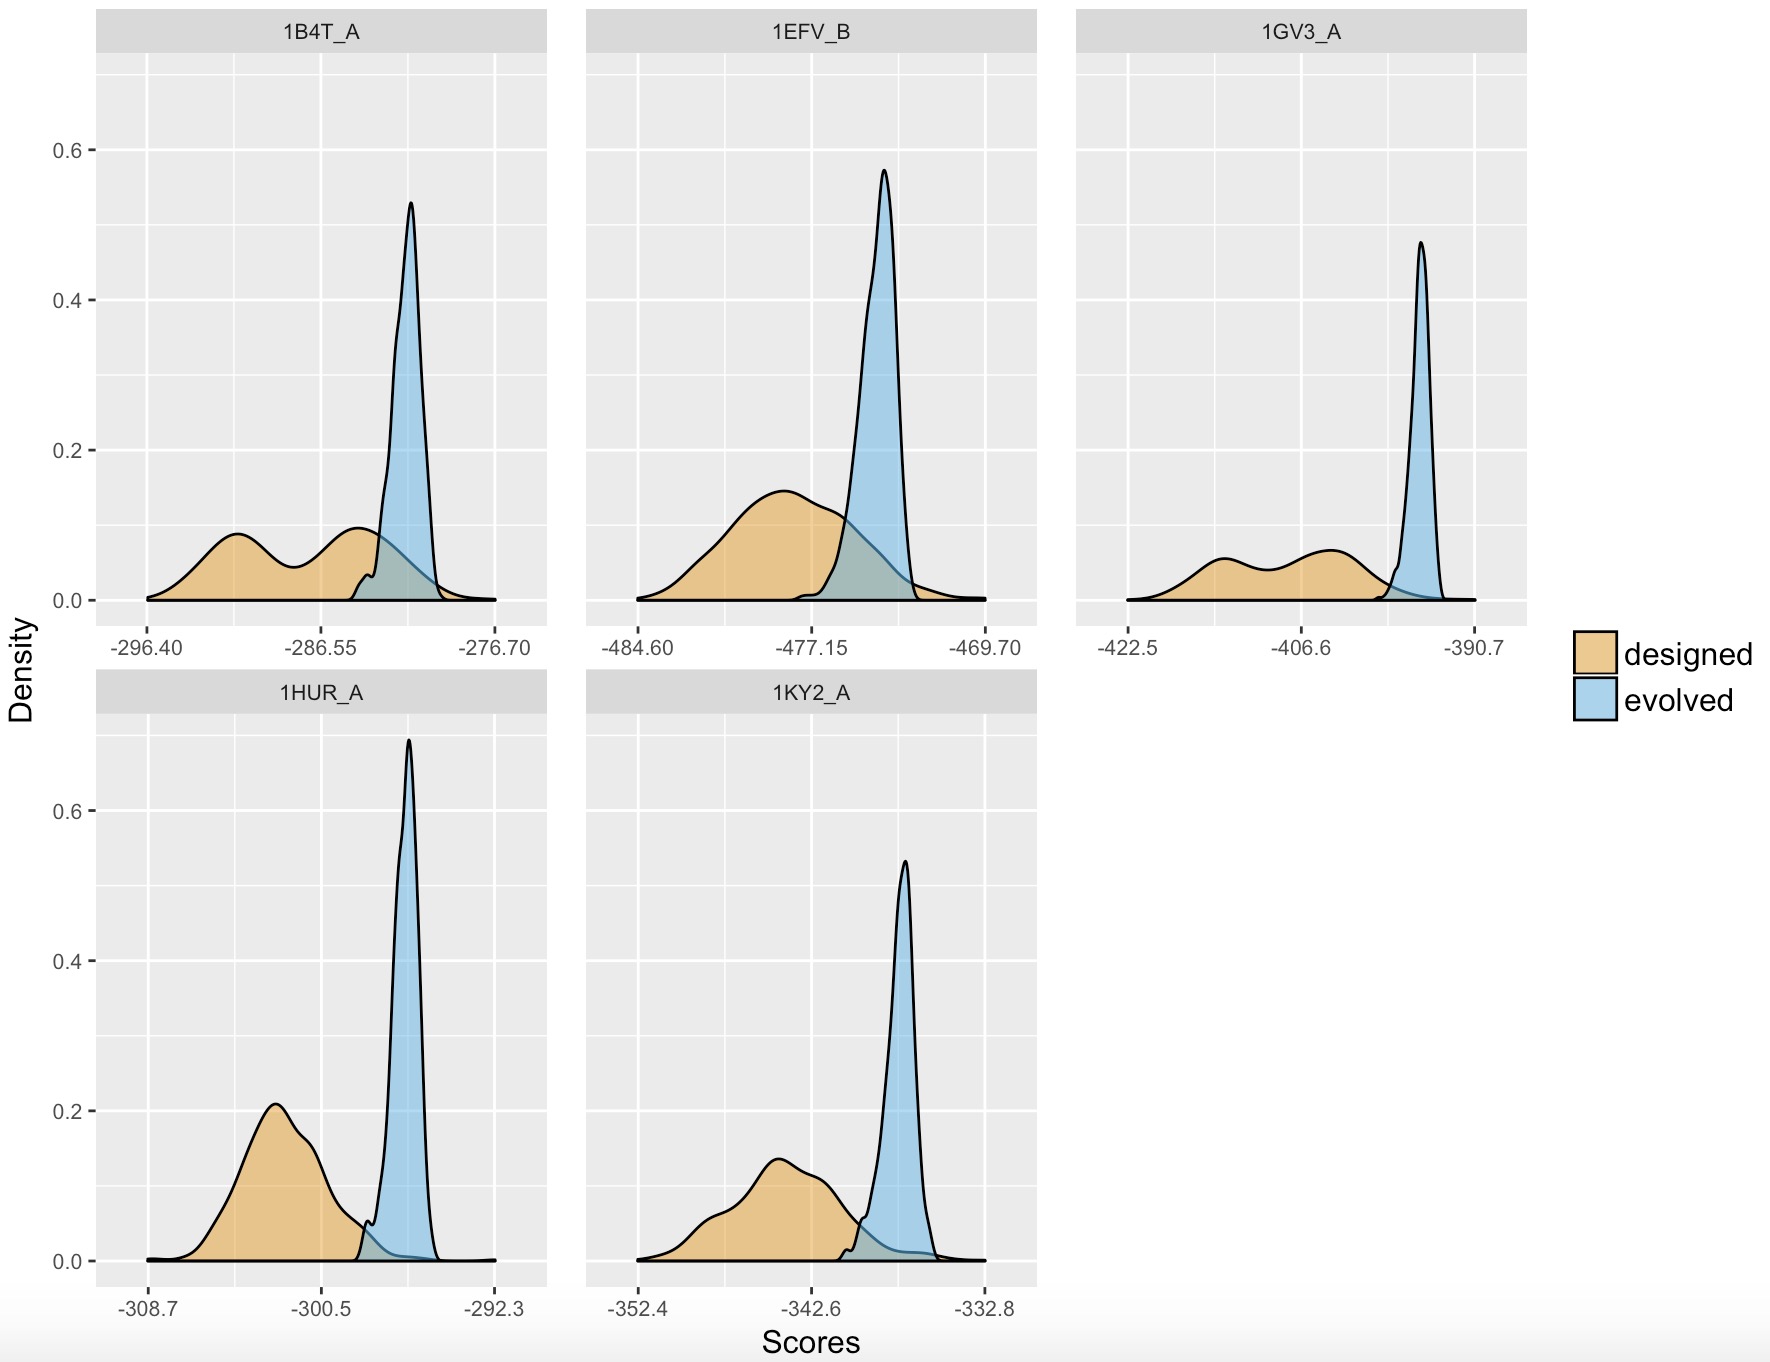 1B4T_A 1EFV_B 1GV3_A
0.6
0.4
0.2
0.0
-296.40 -286.55 -276.70 -484.60 -477.15 -469.70 -422.5 -406.6 -390.7
Density
designed
evolved
1HUR_A 1KY2_A
0.6
0.4
0.2
0.0
-308.7 -300.5 -292.3 -352.4 -342.6 -332.8
Scores